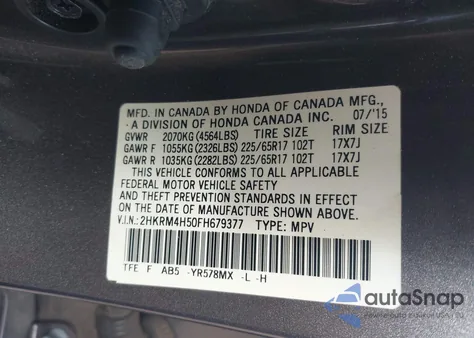 MFD. IN CANADA BY HONDA OF CANADA MFG.,
- A DIVISION OF HONDA CANADA INC. 07/'15
GVWR 2070KG (4564LBS) TIRE SIZE RIM SIZE
GAWR F 1055KG (2326LBS) 225/65R17 102T 17X7J
GAWR R 1035KG (2282LBS) 225/65R17 102T 17X7J
THIS VEHICLE CONFORMS TO ALL APPLICABLE
FEDERAL MOTOR VEHICLE SAFETY
AND THEFT PREVENTION STANDARDS IN EFFECT
ON THE DATE OF MANUFACTURE SHOWN ABOVE.
V.I.N.: 2HKRM4H50FH679377 TYPE: MPV
TFE F AB5 -YR578MX -L -H
autoSnap